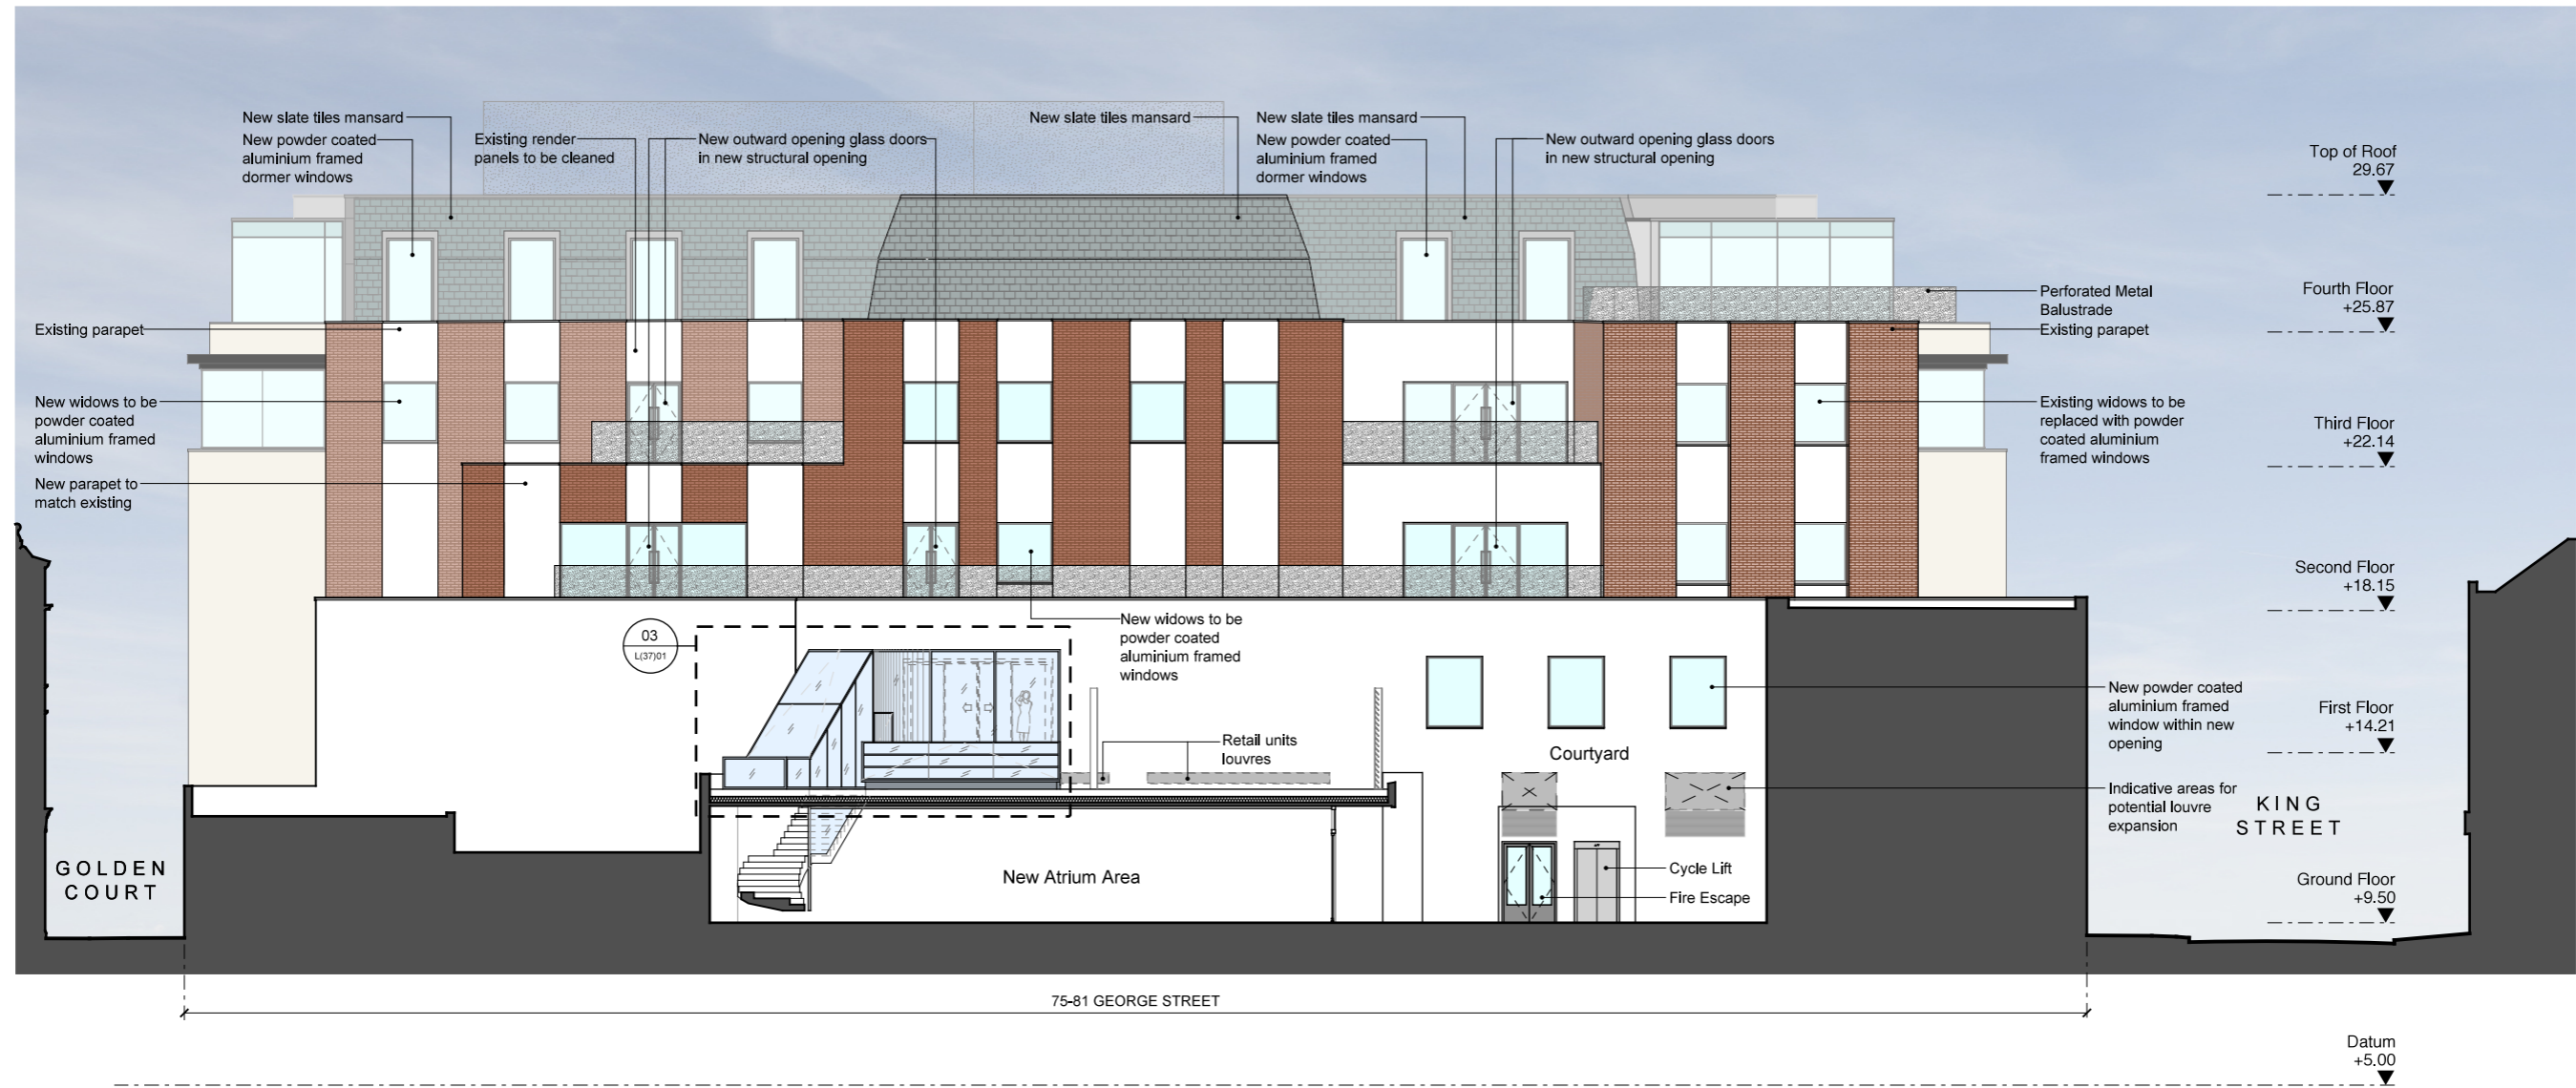 New slate tiles mansard
New powder coated
aluminium framed
dormer windows
Existing render
panels to be cleaned
New outward opening glass doors
in new structural opening
New slate tiles mansard
New slate tiles mansard
New powder coated
aluminium framed
dormer windows
New outward opening glass doors
in new structural opening
Top of Roof
29.67
Existing parapet
Perforated Metal
Balustrade
Existing parapet
Fourth Floor
+25.87
New widows to be
powder coated
aluminium framed
windows
Existing widows to be
replaced with powder
coated aluminium
framed windows
Third Floor
+22.14
New parapet to
match existing
Second Floor
+18.15
03
L(37)01
New widows to be
powder coated
aluminium framed
windows
Retail units
louvres
Courtyard
New powder coated
aluminium framed
window within new
opening
First Floor
+14.21
Indicative areas for
potential louvre
expansion
KING
STREET
GOLDEN
COURT
New Atrium Area
Cycle Lift
Fire Escape
Ground Floor
+9.50
75-81 GEORGE STREET
Datum
+5.00